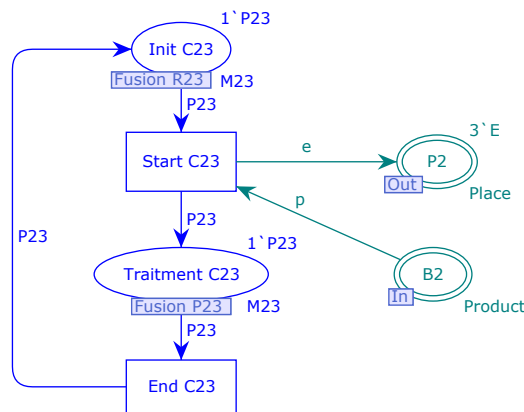 1`P23
Init C23
Fusion R23
M23
P23
3`E
Start C23
e
P2
Out
Place
p
P23
P23
1`P23
Traitment C23
B2
In
Product
Fusion P23
M23
P23
End C23